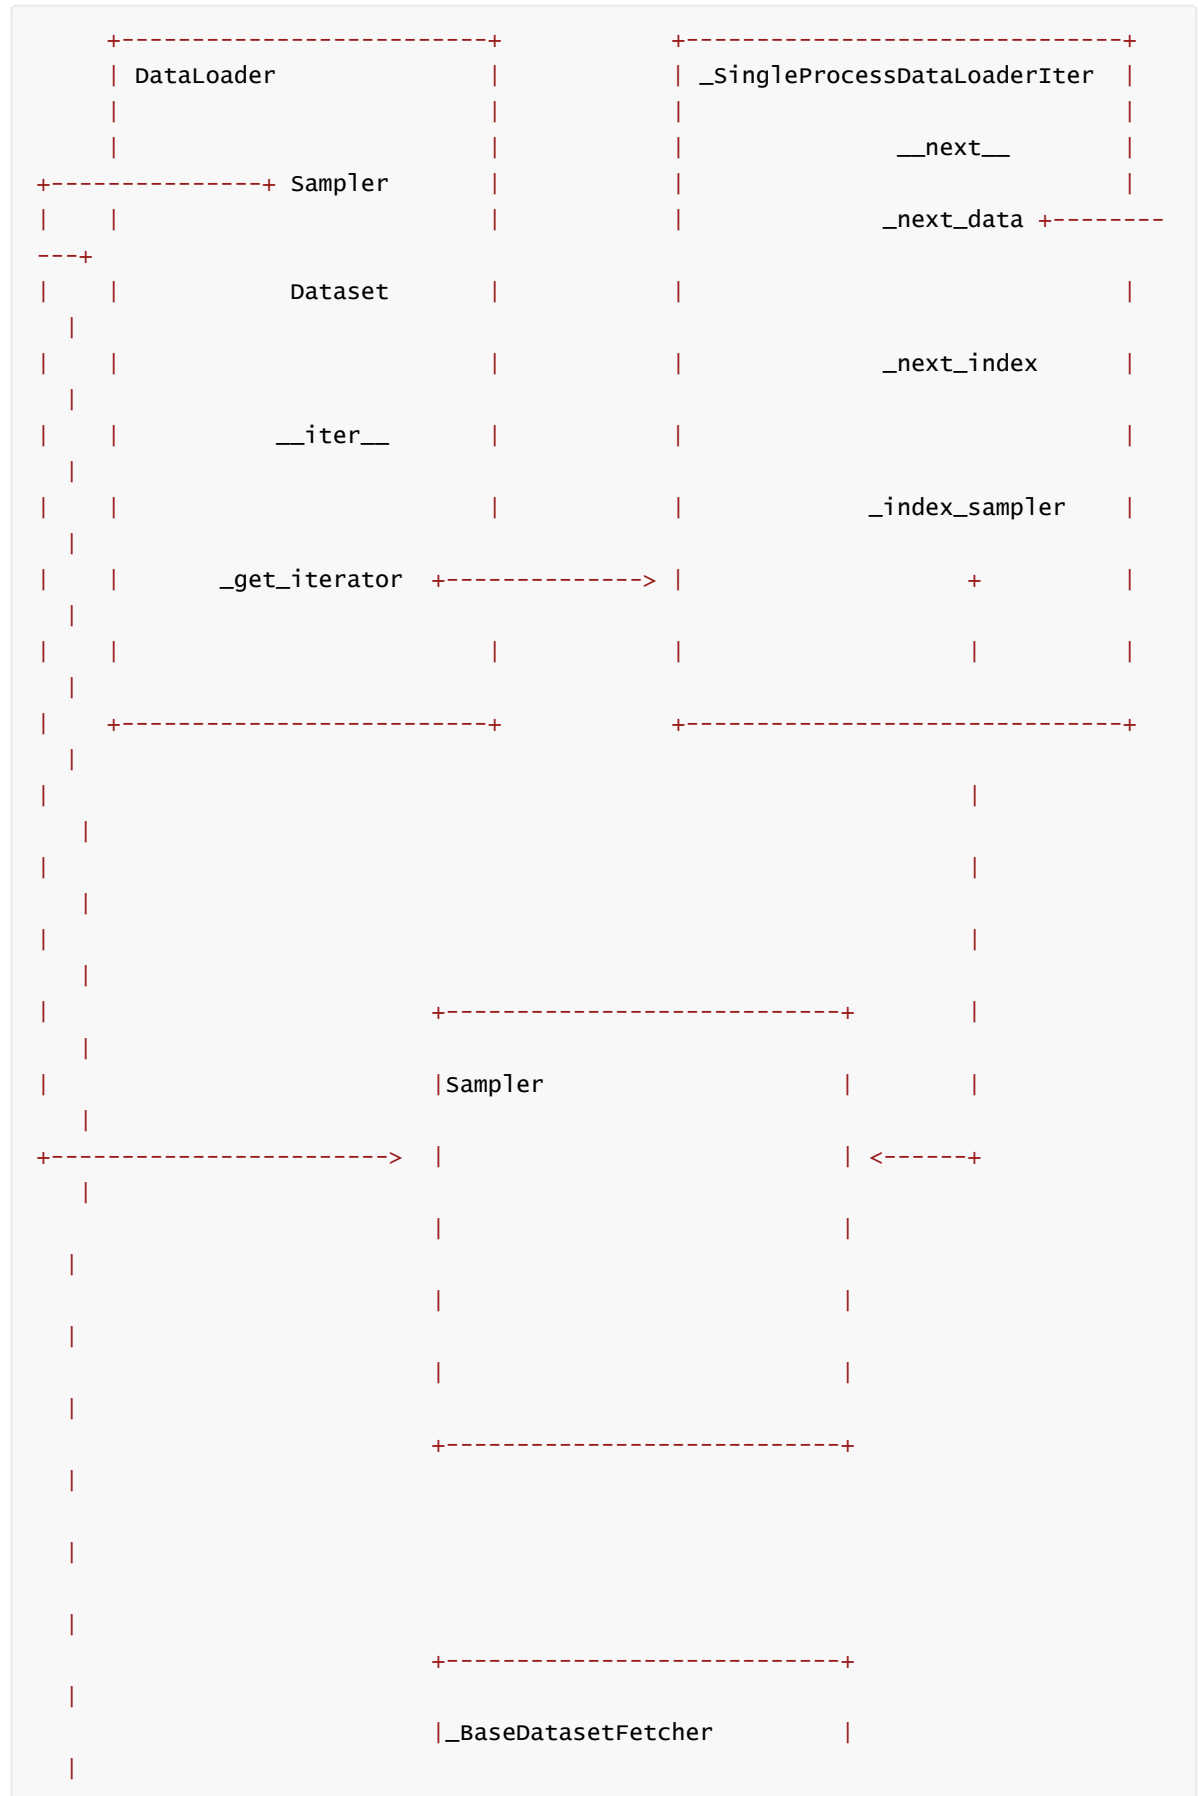 +--------------------------+            +-------------------------------+
| DataLoader               |            | _SingleProcessDataLoaderIter  |
|                          |            |                               |
|                          |            |               __next__        |
+---------------+ Sampler       |            |                               |
|    |                          |            |              _next_data +--------
---+
|    |            Dataset       |            |                               |
|
|    |                          |            |              _next_index      |
|
|    |           __iter__       |            |                               |
|
|    |                          |            |             _index_sampler    |
|
|    |       _get_iterator  +--------------> |                    +          |
|
|    |                          |            |                    |          |
|
|    +--------------------------+            +-------------------------------+
|
|                                                                 |
|
|                                                                 |
|
|                                                                 |
|
|                           +----------------------------+        |
|
|                           |Sampler                     |        |
|
+------------------------>  |                            | <------+
|
|                            |
|
|                            |
|
|                            |
|
+----------------------------+
|
|
|
+----------------------------+
|
|_BaseDatasetFetcher         |
|